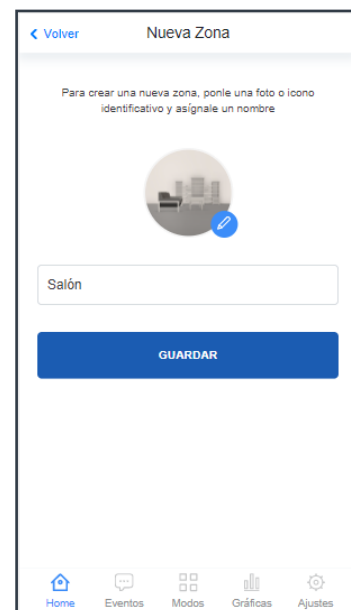 Volver
Nueva Zona
Para crear una nueva zona, ponle una foto o icono
identificativo y asígnale un nombre
Salón
GUARDAR
Home Eventos Modos Gráficas Ajustes